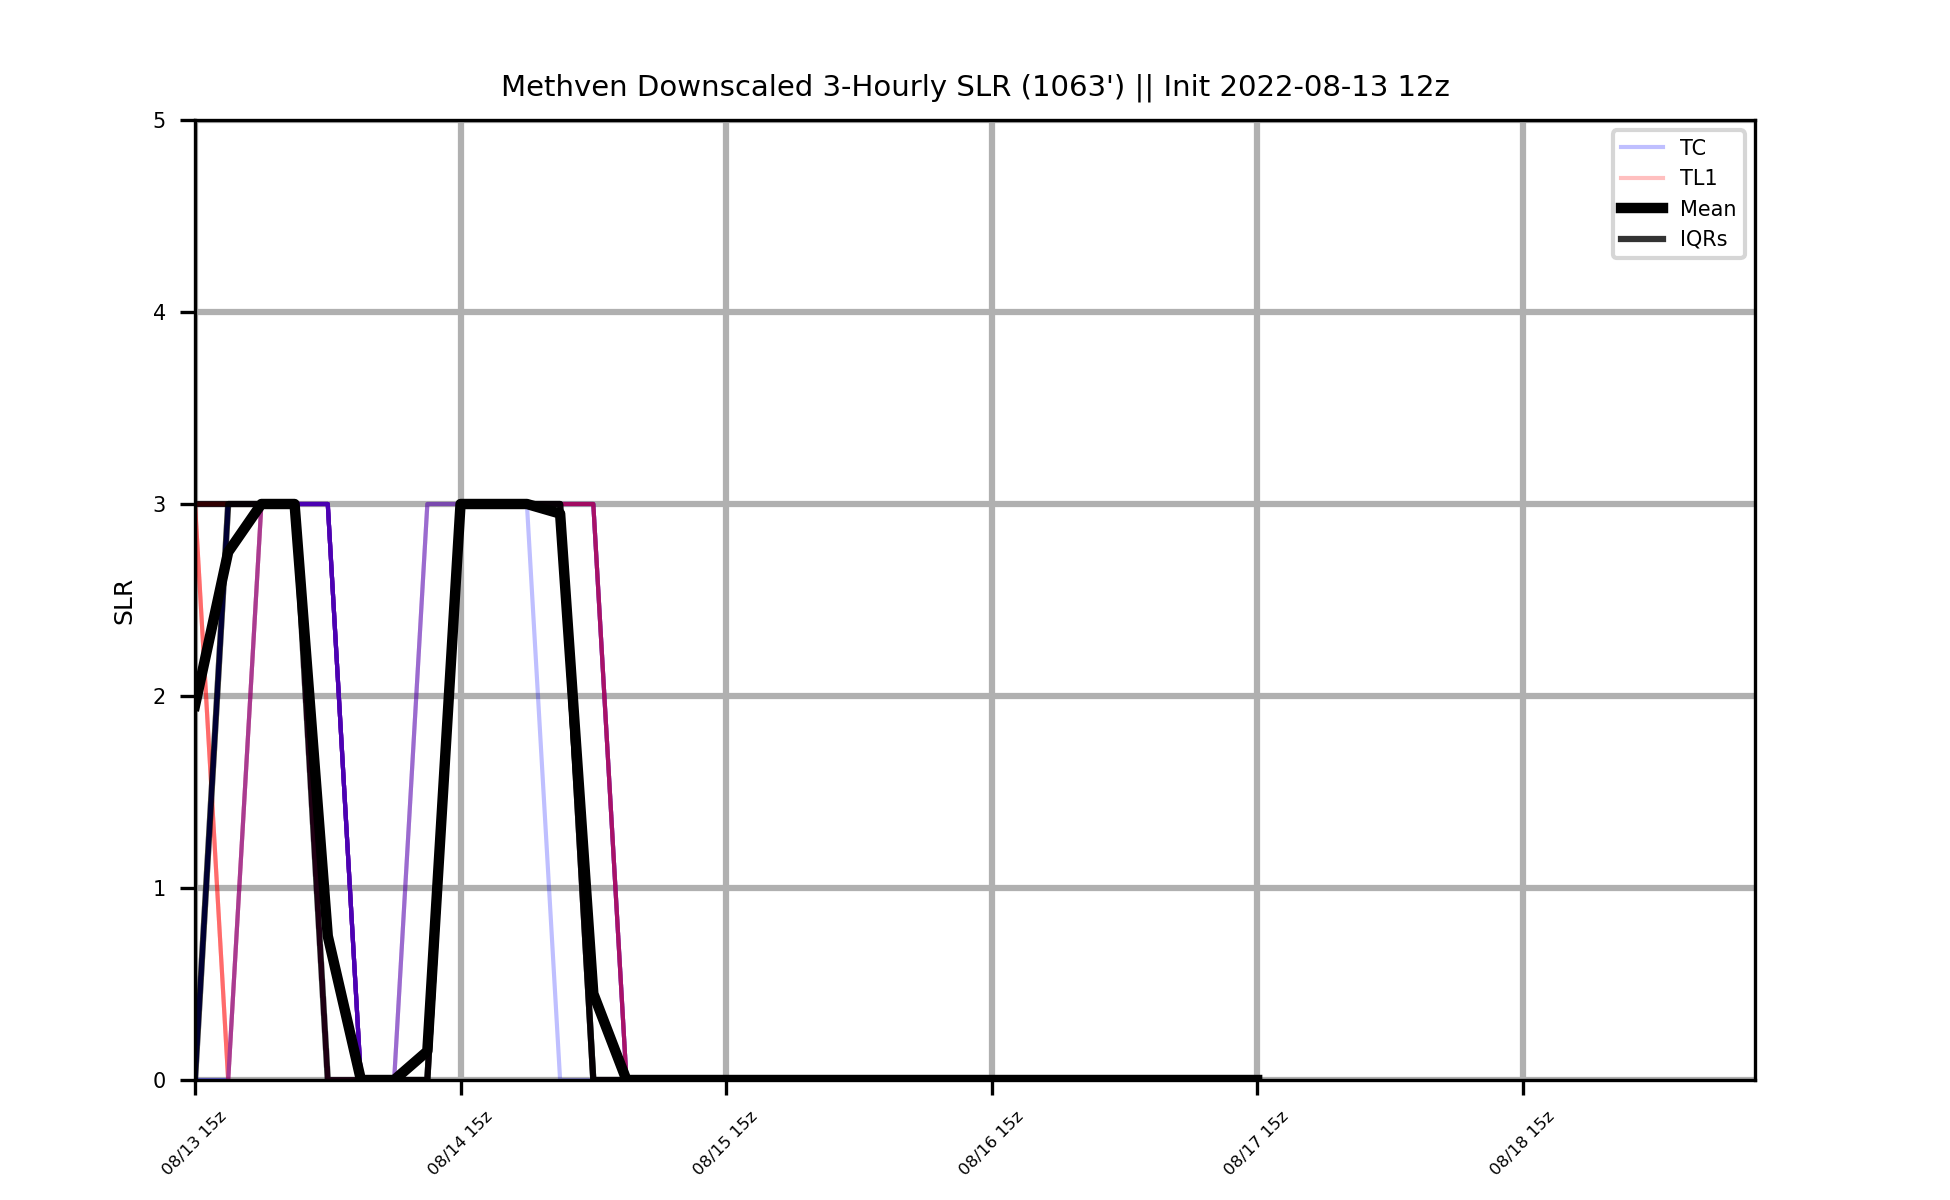 Methven Downscaled 3-Hourly SLR (1063') || Init 2022-08-13 12z
5
4
3
2
1
0
SLR
TC
TL1
Mean
IQRs
08/13 15z
08/14 15z
08/15 15z
08/16 15z
08/17 15z
08/18 15z